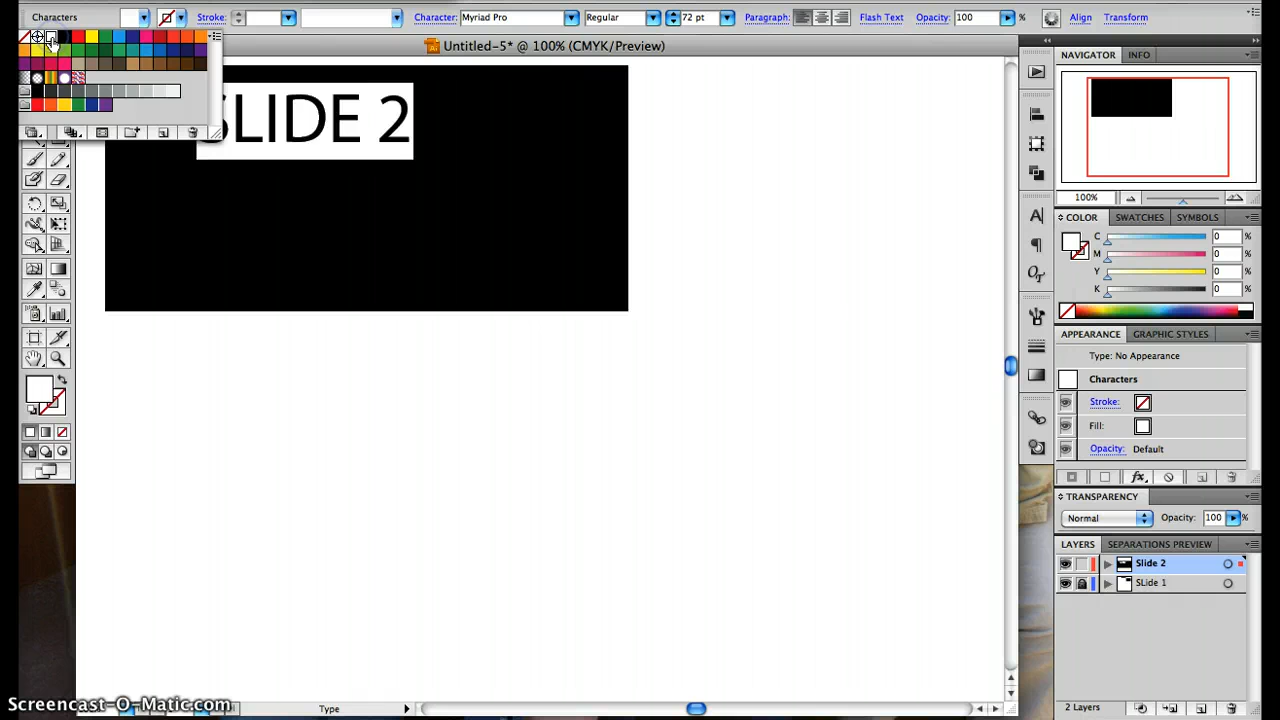 Characters Stroke: Character: Myriad Pro Regular 72 pt Paragraph: Flash Text Opacity: 100 % Align Transform
Untitled-5* @ 100% (CMYK/Preview)
NAVIGATOR INFO
SLIDE 2
100%
COLOR SWATCHES SYMBOLS
C 0 %
M 0 %
Y 0 %
K 0 %
APPEARANCE GRAPHIC STYLES
Type: No Appearance
Characters
Stroke:
Fill:
Opacity: Default
fx
TRANSPARENCY
Normal Opacity: 100 %
LAYERS SEPARATIONS PREVIEW
Slide 2
SLide 1
Screencast-O-Matic.com
Type
2 Layers